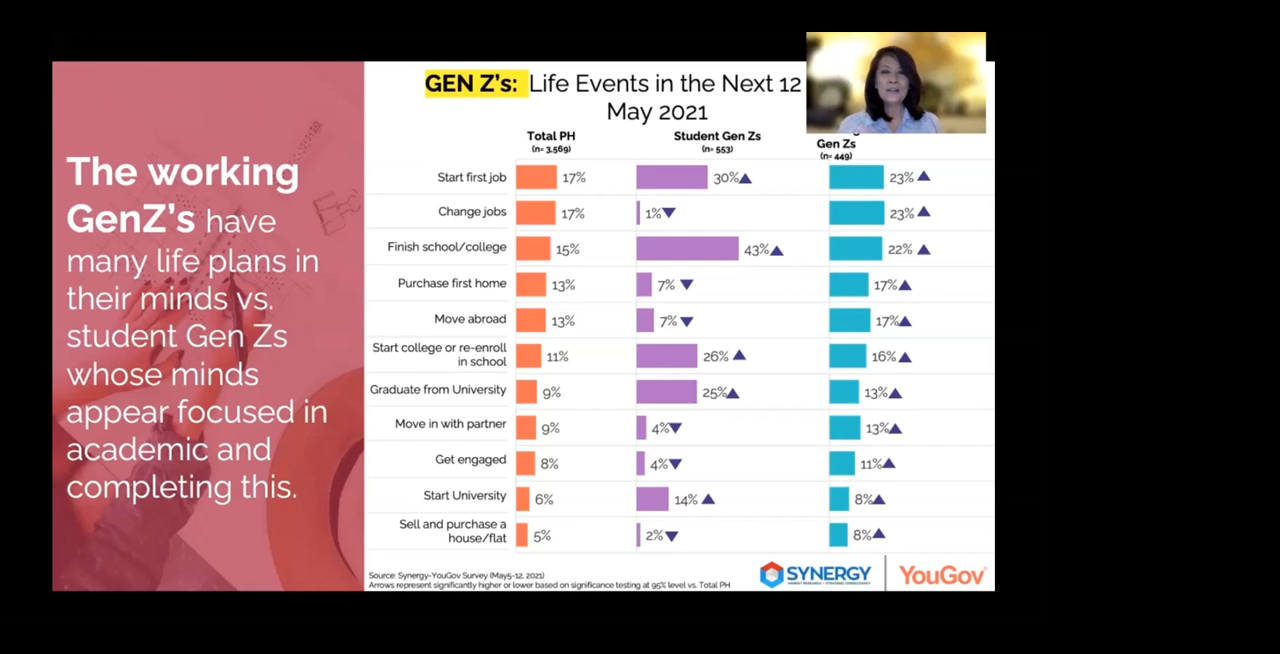 GEN Z's: Life Events in the Next 12
May 2021
The working
GenZ's have
many life plans in
their minds vs.
student Gen Zs
whose minds
appear focused in
academic and
completing this.
Total PH
(n= 3,569)
Student Gen Zs
(n= 553)
Gen Zs
(n= 449)
Start first job 17% 30% 23%
Change jobs 17% 1% 23%
Finish school/college 15% 43% 22%
Purchase first home 13% 7% 17%
Move abroad 13% 7% 17%
Start college or re-enroll
in school 11% 26% 16%
Graduate from University 9% 25% 13%
Move in with partner 9% 4% 13%
Get engaged 8% 4% 11%
Start University 6% 14% 8%
Sell and purchase a
house/flat 5% 2% 8%
Source: Synergy-YouGov Survey (May5-12, 2021)
Arrows represent significantly higher or lower based on significance testing at 95% level vs. Total PH
SYNERGY
MARKET RESEARCH + STRATEGIC CONSULTANCY
YouGov